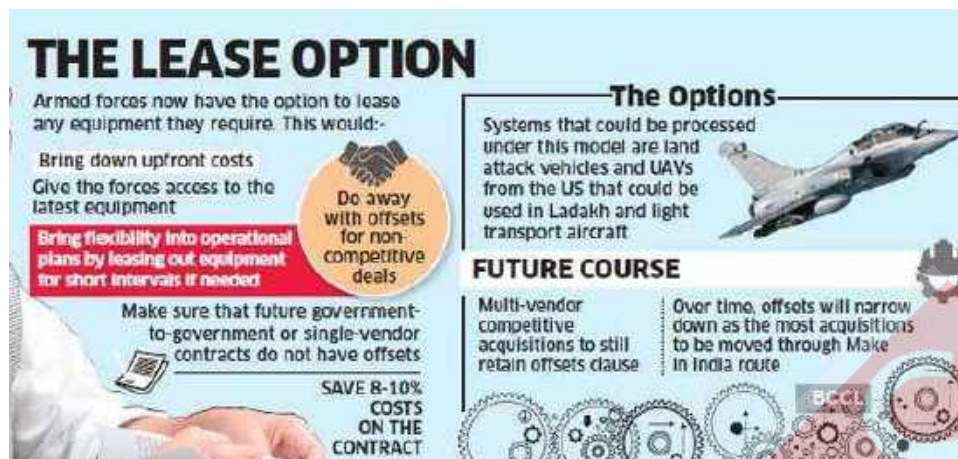 THE LEASE OPTION
Armed forces now have the option to lease
any equipment they require. This would:-
Bring down upfront costs
Give the forces access to the
latest equipment
Bring flexibility into operational
plans by leasing out equipment
for short intervals if needed
Do away
with offsets
for non-
competitive
deals
Make sure that future government-
to-government or single-vendor
contracts do not have offsets
SAVE 8-10%
COSTS
ON THE
CONTRACT
The Options
Systems that could be processed
under this model are land
attack vehicles and UAVs
from the US that could be
used in Ladakh and light
transport aircraft
FUTURE COURSE
Multi-vendor
competitive
acquisitions to still
retain offsets clause
Over time, offsets will narrow
down as the most acquisitions
to be moved through Make
in India route
BCCL